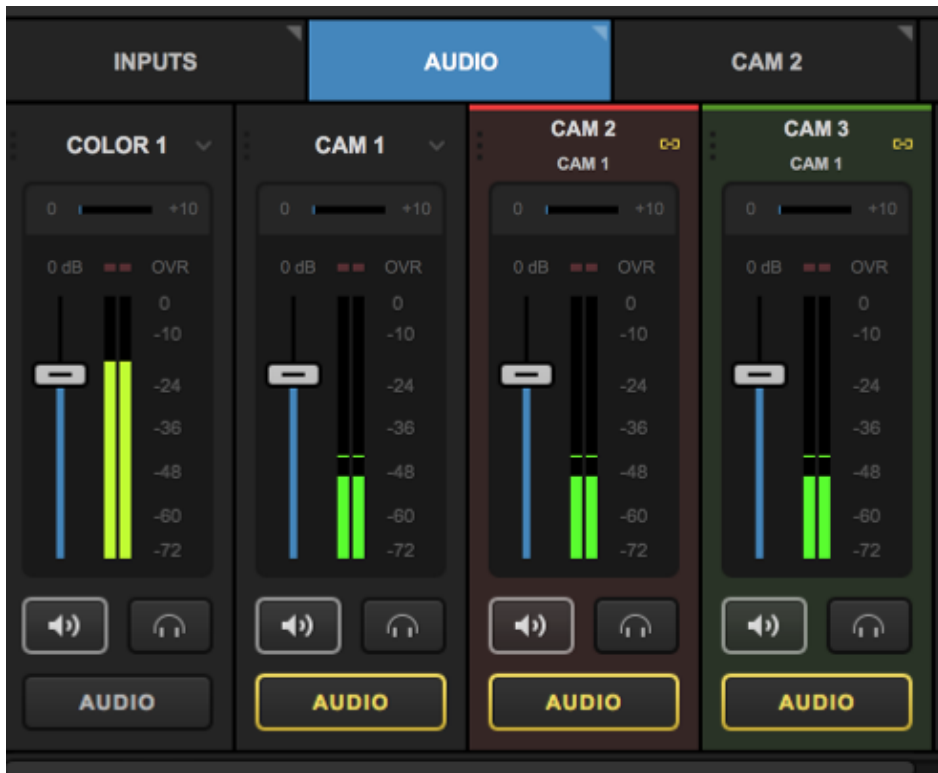 INPUTS AUDIO CAM 2
COLOR 1 CAM 1 CAM 2 CAM 3
CAM 1 CAM 1
0 +10 0 +10 0 +10 0 +10
0 dB OVR 0 dB OVR 0 dB OVR 0 dB OVR
0 0 0 0
-10 -10 -10 -10
-24 -24 -24 -24
-36 -36 -36 -36
-48 -48 -48 -48
-60 -60 -60 -60
-72 -72 -72 -72
AUDIO AUDIO AUDIO AUDIO